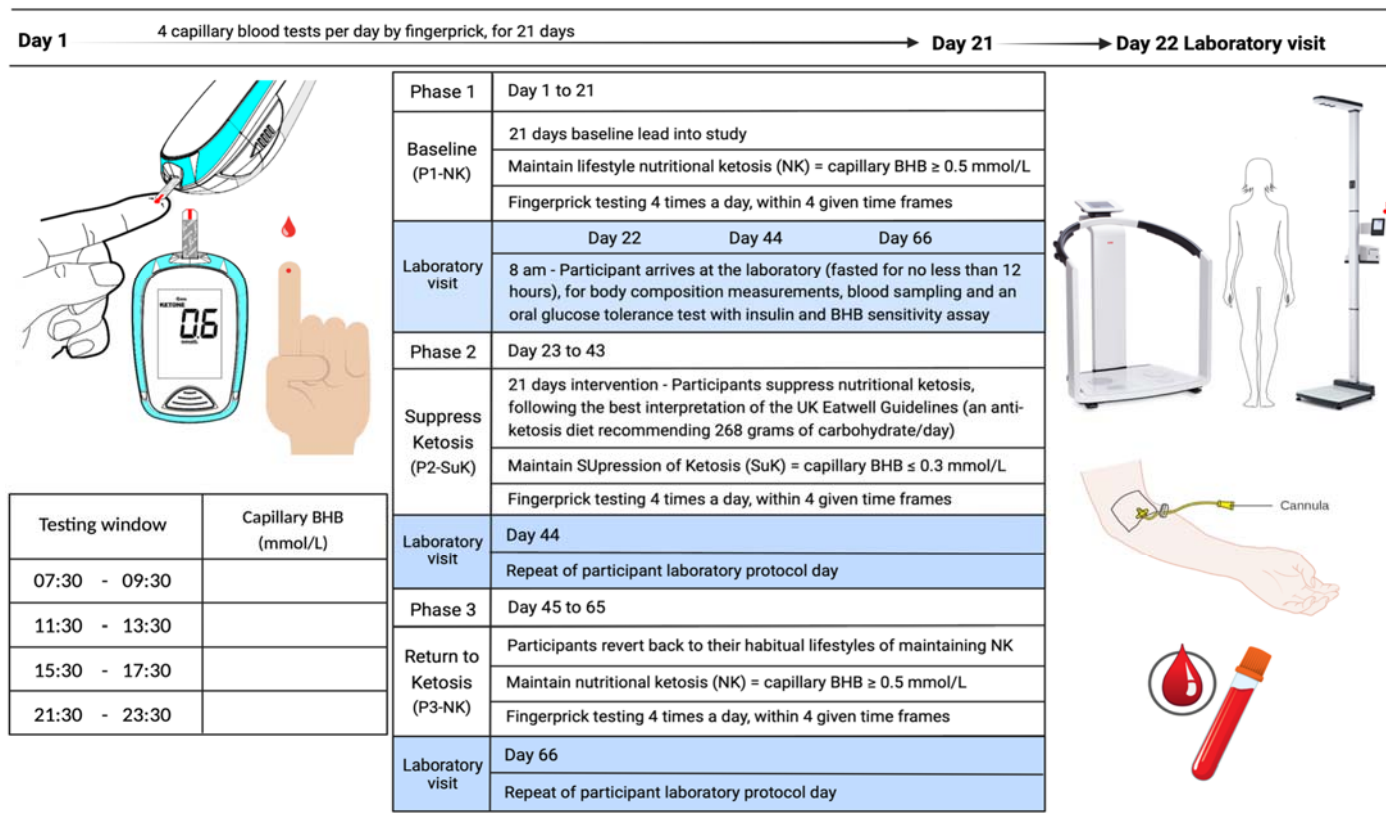 Day 1
4 capillary blood tests per day by fingerprick, for 21 days
Day 21
Day 22 Laboratory visit
KETONE
0.6
Testing window
Capillary BHB
(mmol/L)
07:30 - 09:30
11:30 - 13:30
15:30 - 17:30
21:30 - 23:30
Phase 1
Day 1 to 21
Baseline
(P1-NK)
21 days baseline lead into study
Maintain lifestyle nutritional ketosis (NK) = capillary BHB ≥ 0.5 mmol/L
Fingerprick testing 4 times a day, within 4 given time frames
Laboratory
visit
Day 22 Day 44 Day 66
8 am - Participant arrives at the laboratory (fasted for no less than 12
hours), for body composition measurements, blood sampling and an
oral glucose tolerance test with insulin and BHB sensitivity assay
Phase 2
Day 23 to 43
Suppress
Ketosis
(P2-SuK)
21 days intervention - Participants suppress nutritional ketosis,
following the best interpretation of the UK Eatwell Guidelines (an anti-
ketosis diet recommending 268 grams of carbohydrate/day)
Maintain SUpression of Ketosis (SuK) = capillary BHB ≤ 0.3 mmol/L
Fingerprick testing 4 times a day, within 4 given time frames
Laboratory
visit
Day 44
Repeat of participant laboratory protocol day
Phase 3
Day 45 to 65
Return to
Ketosis
(P3-NK)
Participants revert back to their habitual lifestyles of maintaining NK
Maintain nutritional ketosis (NK) = capillary BHB ≥ 0.5 mmol/L
Fingerprick testing 4 times a day, within 4 given time frames
Laboratory
visit
Day 66
Repeat of participant laboratory protocol day
Cannula